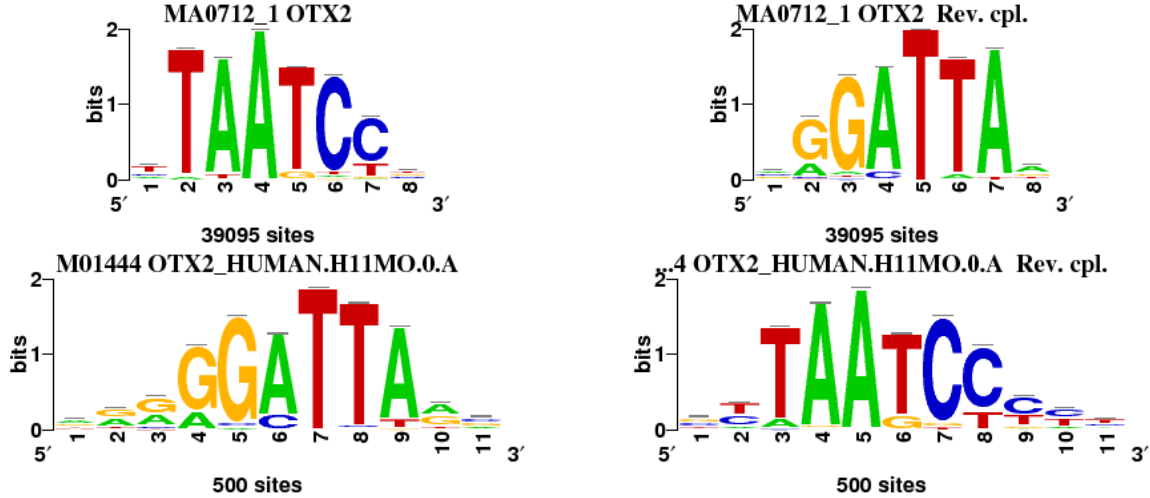 MA0712_1 OTX2
2
bits
1
0
TAATCC
1 2 3 4 5 6 7 8
5′ 3′
39095 sites
MA0712_1 OTX2 Rev. cpl.
2
bits
1
0
GGATTA
1 2 3 4 5 6 7 8
5′ 3′
39095 sites
M01444 OTX2_HUMAN.H11MO.0.A
2
bits
1
0
GGATTA
1 2 3 4 5 6 7 8 9 10 11
5′ 3′
500 sites
...4 OTX2_HUMAN.H11MO.0.A Rev. cpl.
2
bits
1
0
TAATCC
1 2 3 4 5 6 7 8 9 10 11
5′ 3′
500 sites